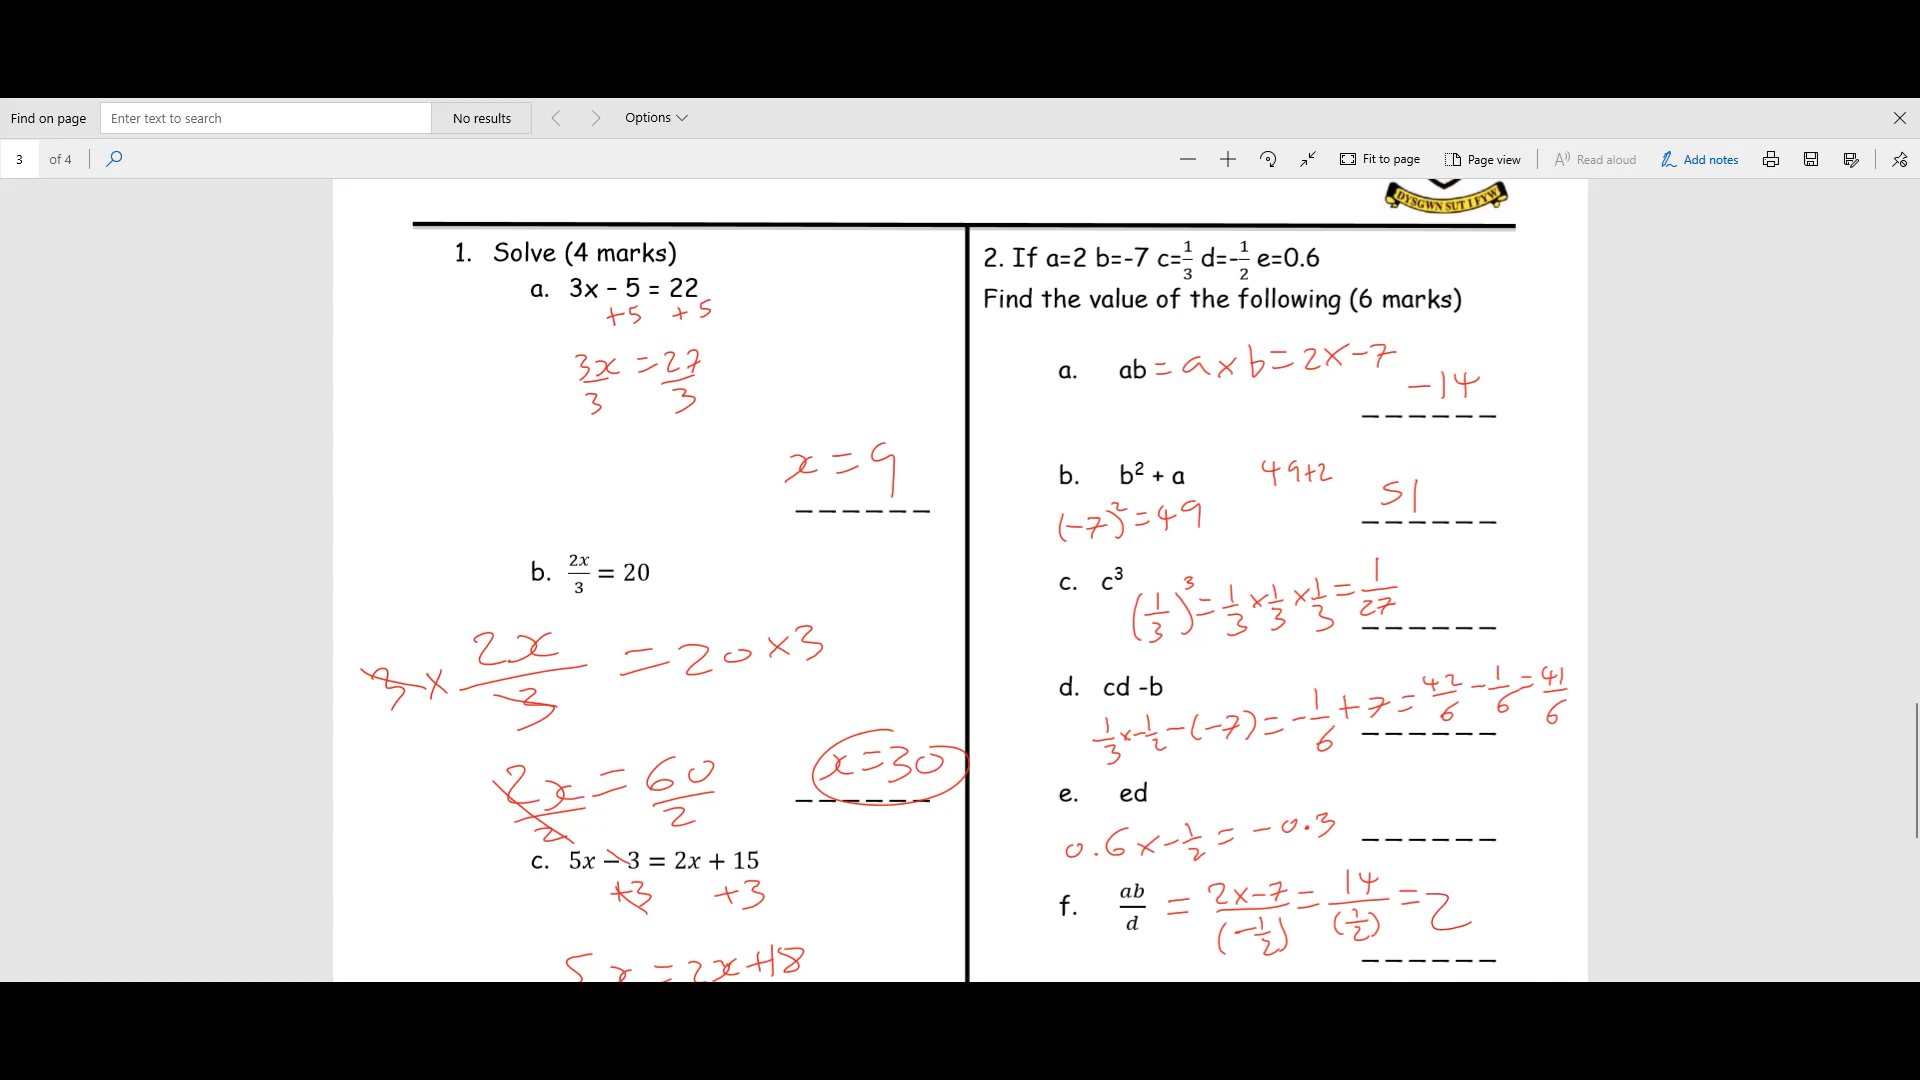 Find on page Enter text to search No results Options
3 of 4 Fit to page Page view Read aloud Add notes
DYSGWN SUT I FYW
1. Solve (4 marks)
a. 3x - 5 = 22
+5 +5
3x/3 = 27/3
x = 9
b. 2x/3 = 20
3 × 2x/3 = 20 × 3
2x/2 = 60/2
x = 30
c. 5x - 3 = 2x + 15
+3 +3
5x = 2x + 18
2. If a=2 b=-7 c=1/3 d=-1/2 e=0.6
Find the value of the following (6 marks)
a. ab = a × b = 2 × -7
-14
b. b² + a 49+2
(-7)² = 49 51
c. c³
(1/3)³ = 1/3 × 1/3 × 1/3 = 1/27
d. cd -b
1/3 × -1/2 - (-7) = -1/6 + 7 = 42/6 - 1/6 = 41/6
e. ed
0.6 × -1/2 = -0.3
f. ab/d = 2 × -7/(-1/2) = 14/(1/2) = 2